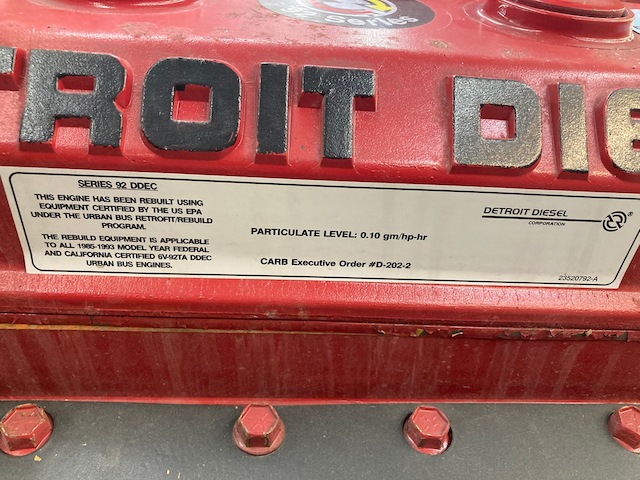 Series
TROIT DIE
SERIES 92 DDEC
THIS ENGINE HAS BEEN REBUILT USING
EQUIPMENT CERTIFIED BY THE US EPA
UNDER THE URBAN BUS RETROFIT/REBUILD
PROGRAM.
THE REBUILD EQUIPMENT IS APPLICABLE
TO ALL 1985-1993 MODEL YEAR FEDERAL
AND CALIFORNIA CERTIFIED 6V-92TA DDEC
URBAN BUS ENGINES.
PARTICULATE LEVEL: 0.10 gm/hp-hr
CARB Executive Order #D-202-2
DETROIT DIESEL
CORPORATION
®
23520792-A